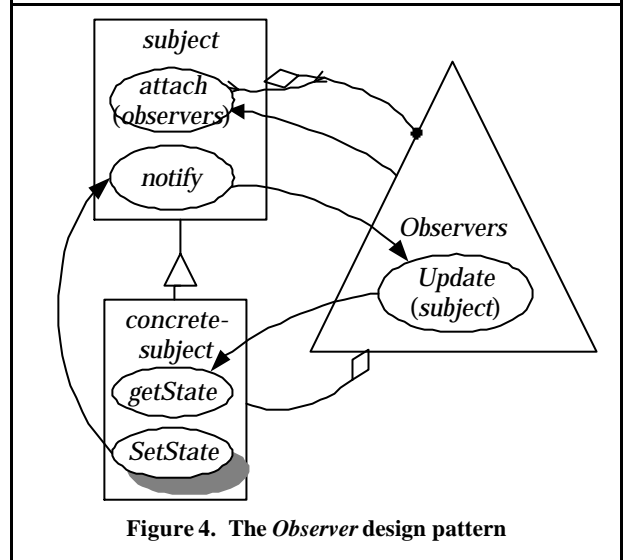 subject
attach
(observers)
notify
Observers
Update
(subject)
concrete-
subject
getState
SetState
Figure 4. The Observer design pattern